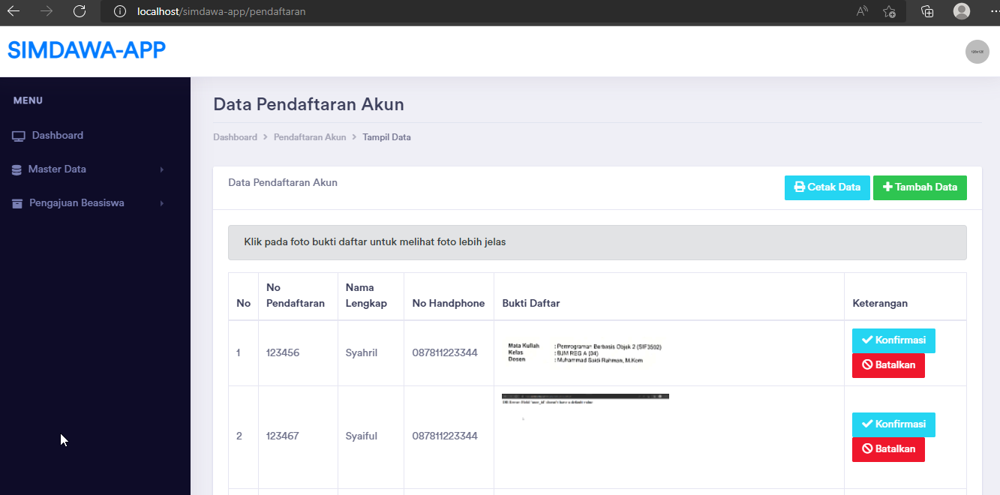 localhost/simdawa-app/pendaftaran
SIMDAWA-APP
MENU
Dashboard
Master Data
Pengajuan Beasiswa
Data Pendaftaran Akun
Dashboard > Pendaftaran Akun > Tampil Data
Data Pendaftaran Akun
Cetak Data
Tambah Data
Klik pada foto bukti daftar untuk melihat foto lebih jelas
No
No Pendaftaran
Nama Lengkap
No Handphone
Bukti Daftar
Keterangan
1
123456
Syahril
087811223344
Mata Kuliah : Pemrograman Berbasis Objek 2 (SIF3502)
Kelas : BJM REG A (04)
Dosen : Muhammad Saidi Rahman, M.Kom
Konfirmasi
Batalkan
2
123467
Syaiful
087811223344
Konfirmasi
Batalkan